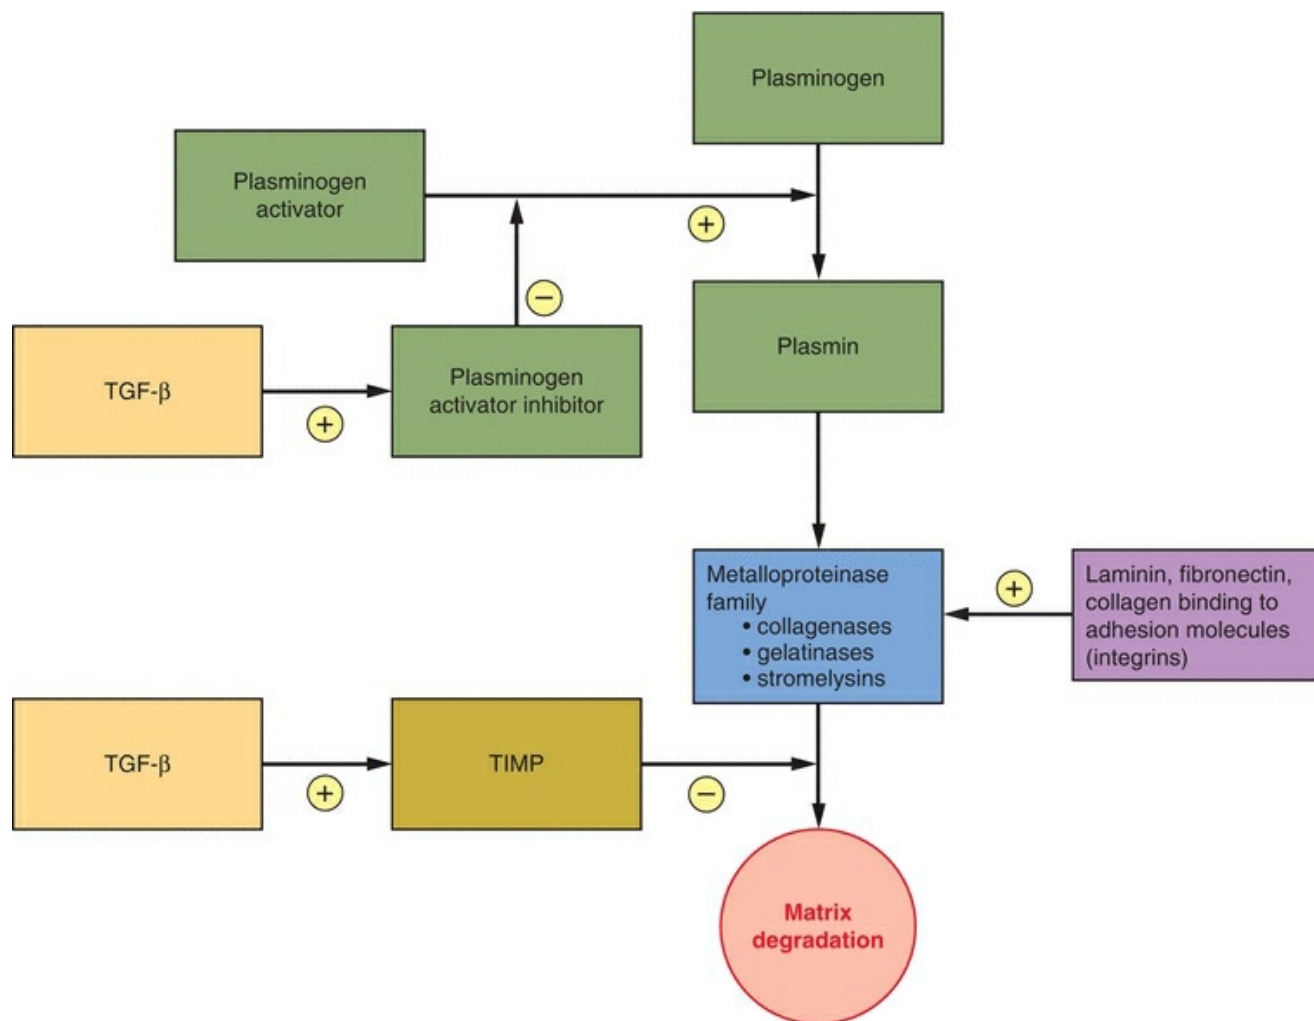 Plasminogen
Plasminogen
activator
+
−
TGF-β
+
Plasminogen
activator inhibitor
Plasmin
Metalloproteinase
family
• collagenases
• gelatinases
• stromelysins
+
Laminin, fibronectin,
collagen binding to
adhesion molecules
(integrins)
TGF-β
+
TIMP
−
Matrix
degradation